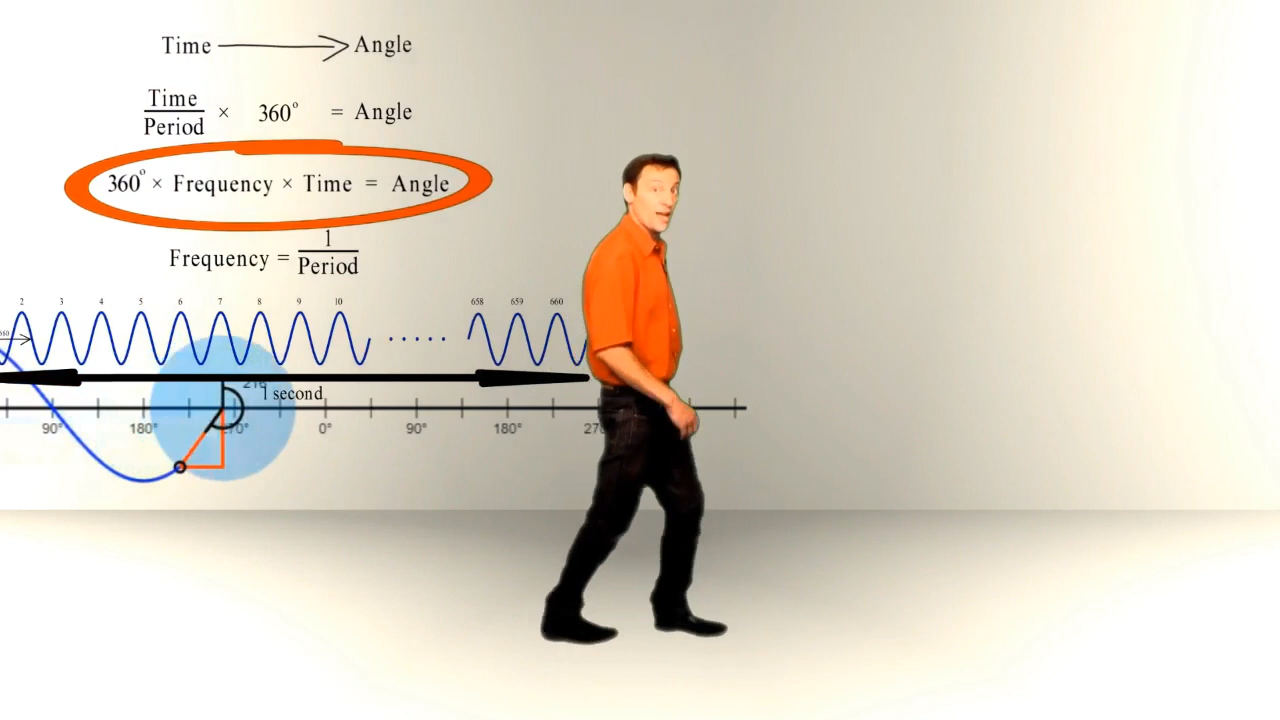 Time Angle
Time
Period × 360° = Angle
360° × Frequency × Time = Angle
Frequency = 1
Period
2 3 4 5 6 7 8 9 10 658 659 660
1 second
90° 180° 270° 0° 90° 180°